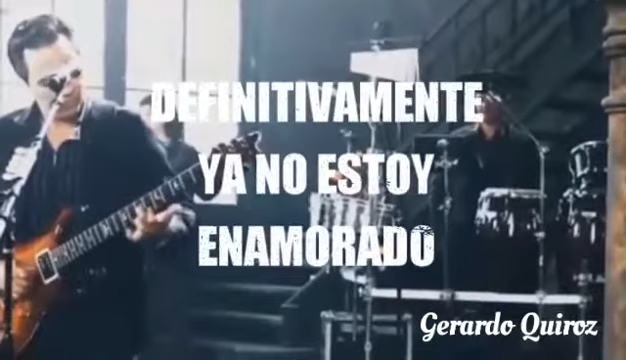 DEFINITIVAMENTE
YA NO ESTOY
ENAMORADO
Gerardo Quiroz